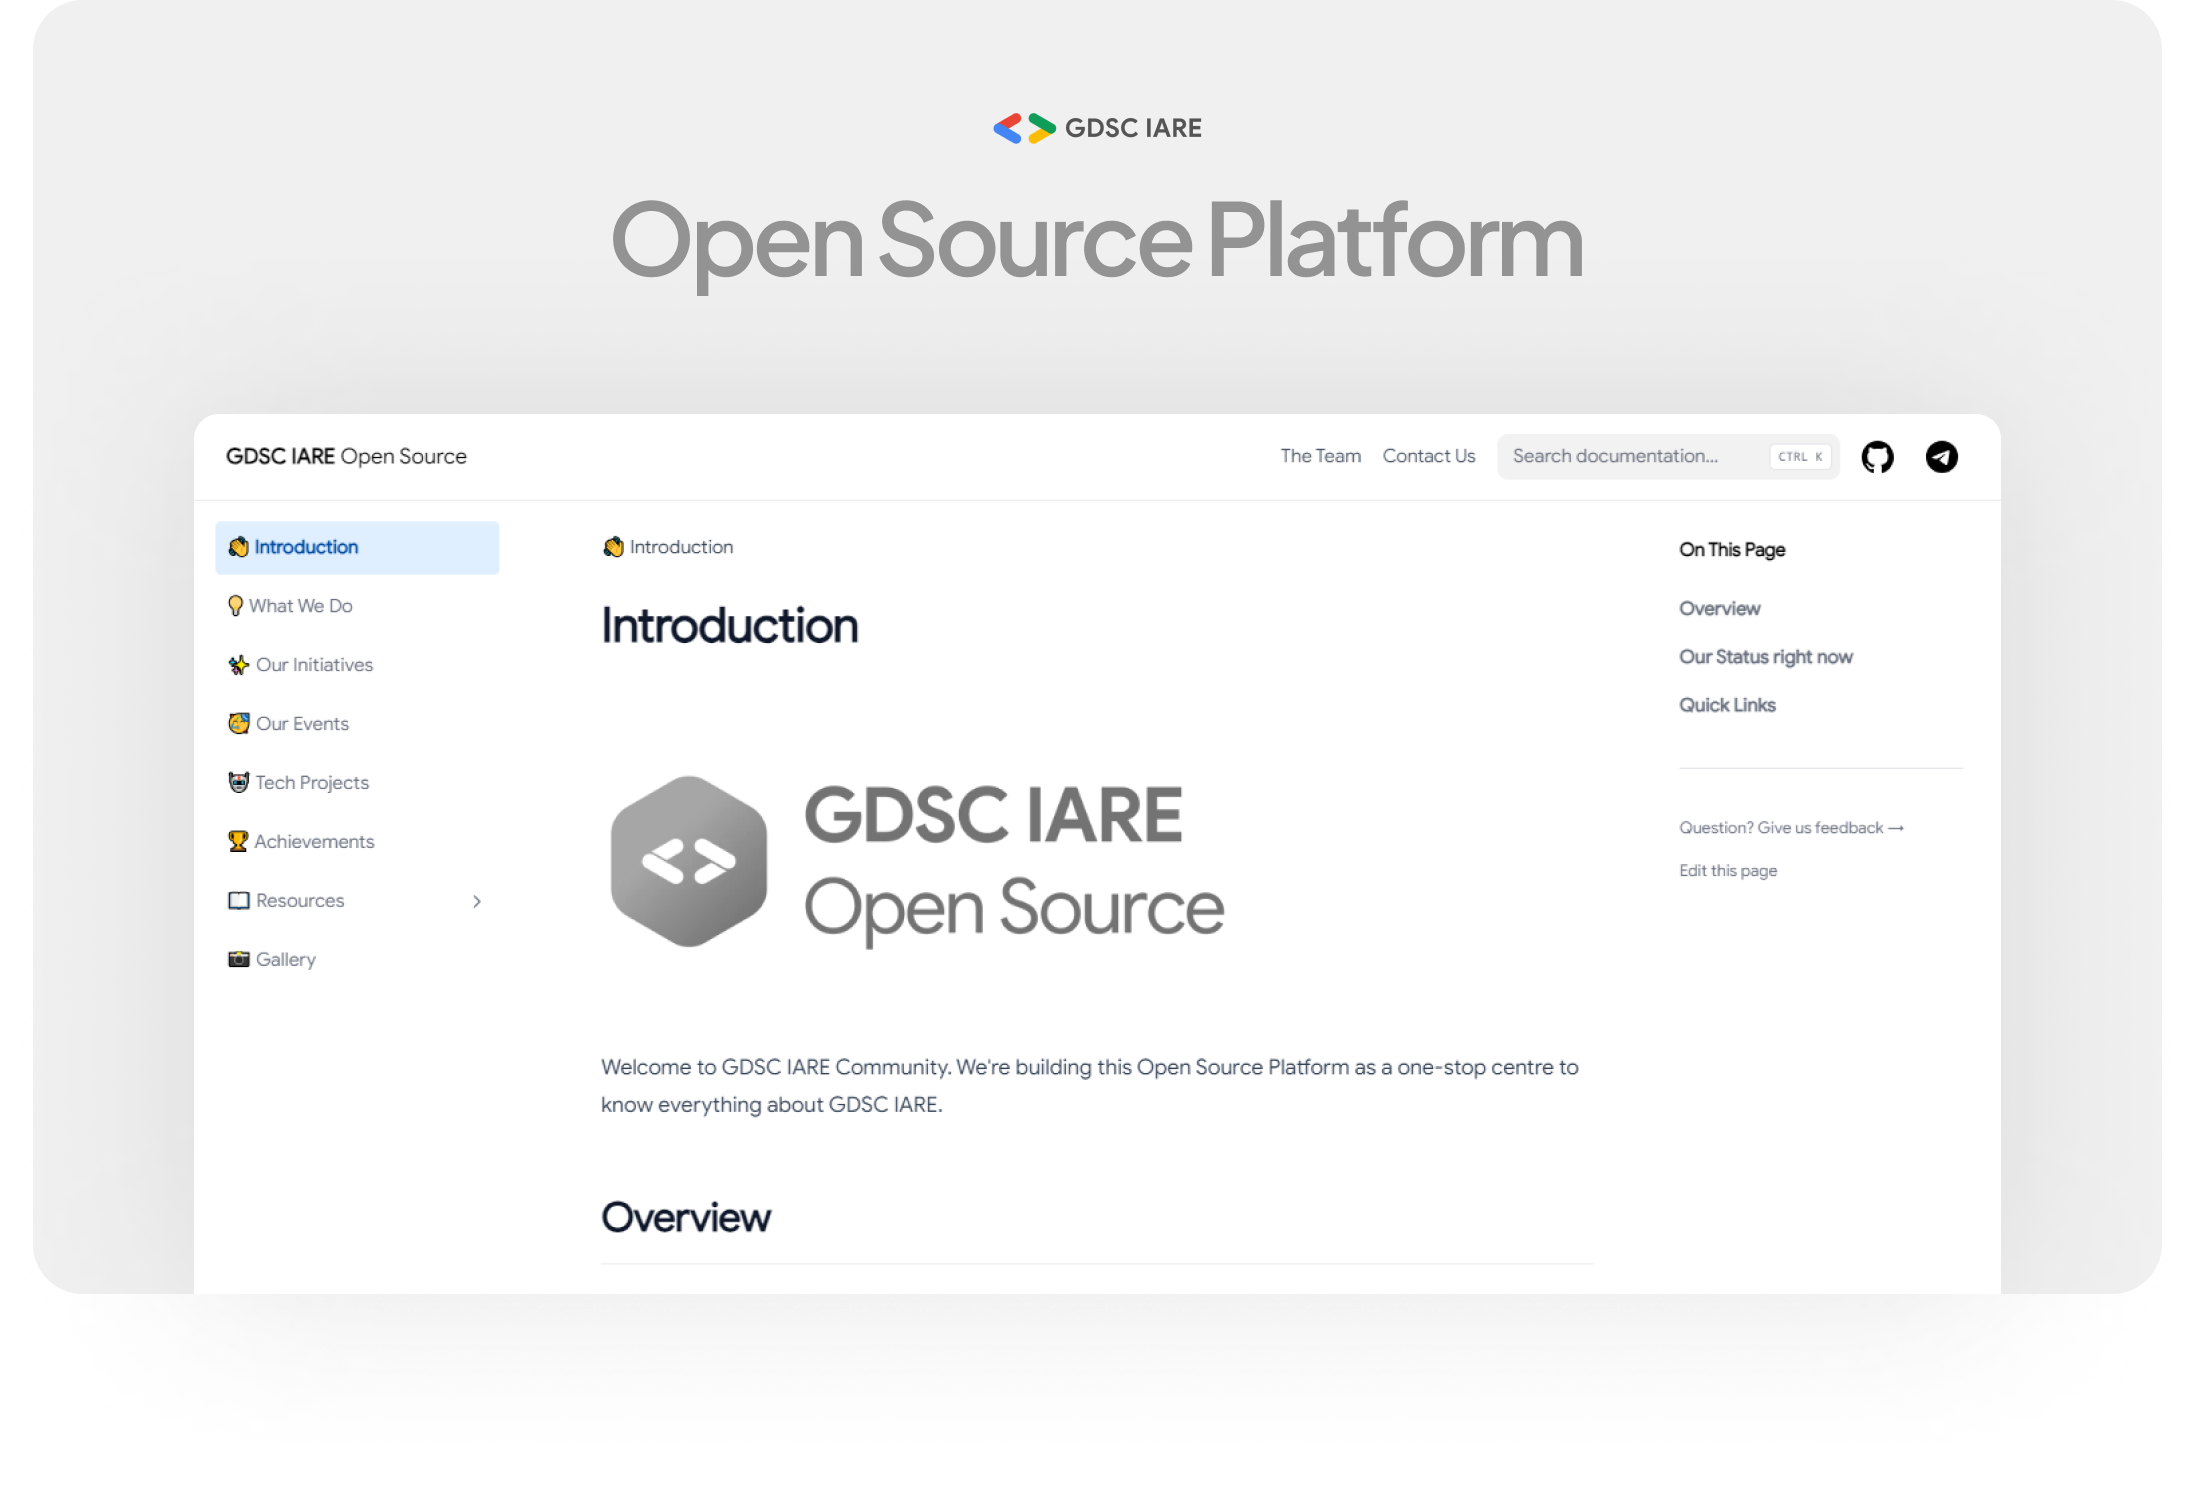 GDSC IARE
Open Source Platform
GDSC IARE Open Source
The Team
Contact Us
Search documentation...
CTRL K
Introduction
What We Do
Our Initiatives
Our Events
Tech Projects
Achievements
Resources
Gallery
Introduction
Introduction
GDSC IARE
Open Source
Welcome to GDSC IARE Community. We're building this Open Source Platform as a one-stop centre to
know everything about GDSC IARE.
Overview
On This Page
Overview
Our Status right now
Quick Links
Question? Give us feedback →
Edit this page